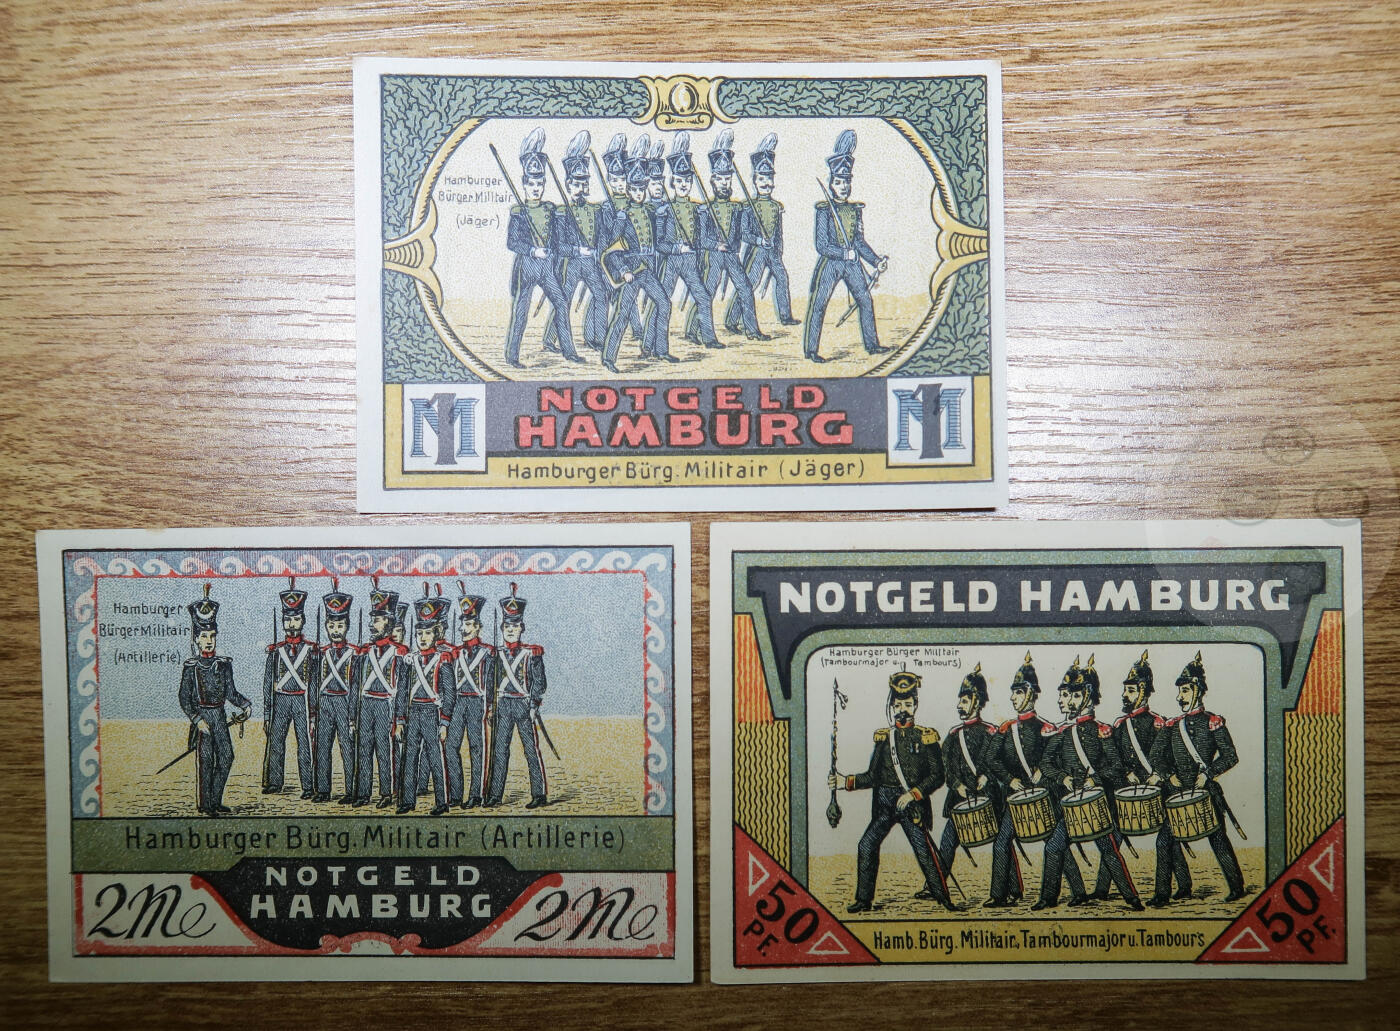 Hamburger
Bürger Militair
(Jäger)
1 M
NOTGELD
HAMBURG
1 M
Hamburger Bürg. Militair (Jäger)
Hamburger
Bürger Militair
(Artillerie)
Hamburger Bürg. Militair (Artillerie)
NOTGELD
HAMBURG
2 M
2 M
NOTGELD HAMBURG
Hamburger Bürger Militair
(Tambourmajor u. Tambours)
50
PF.
50
PF.
Hamb. Bürg. Militair, Tambourmajor u. Tambours